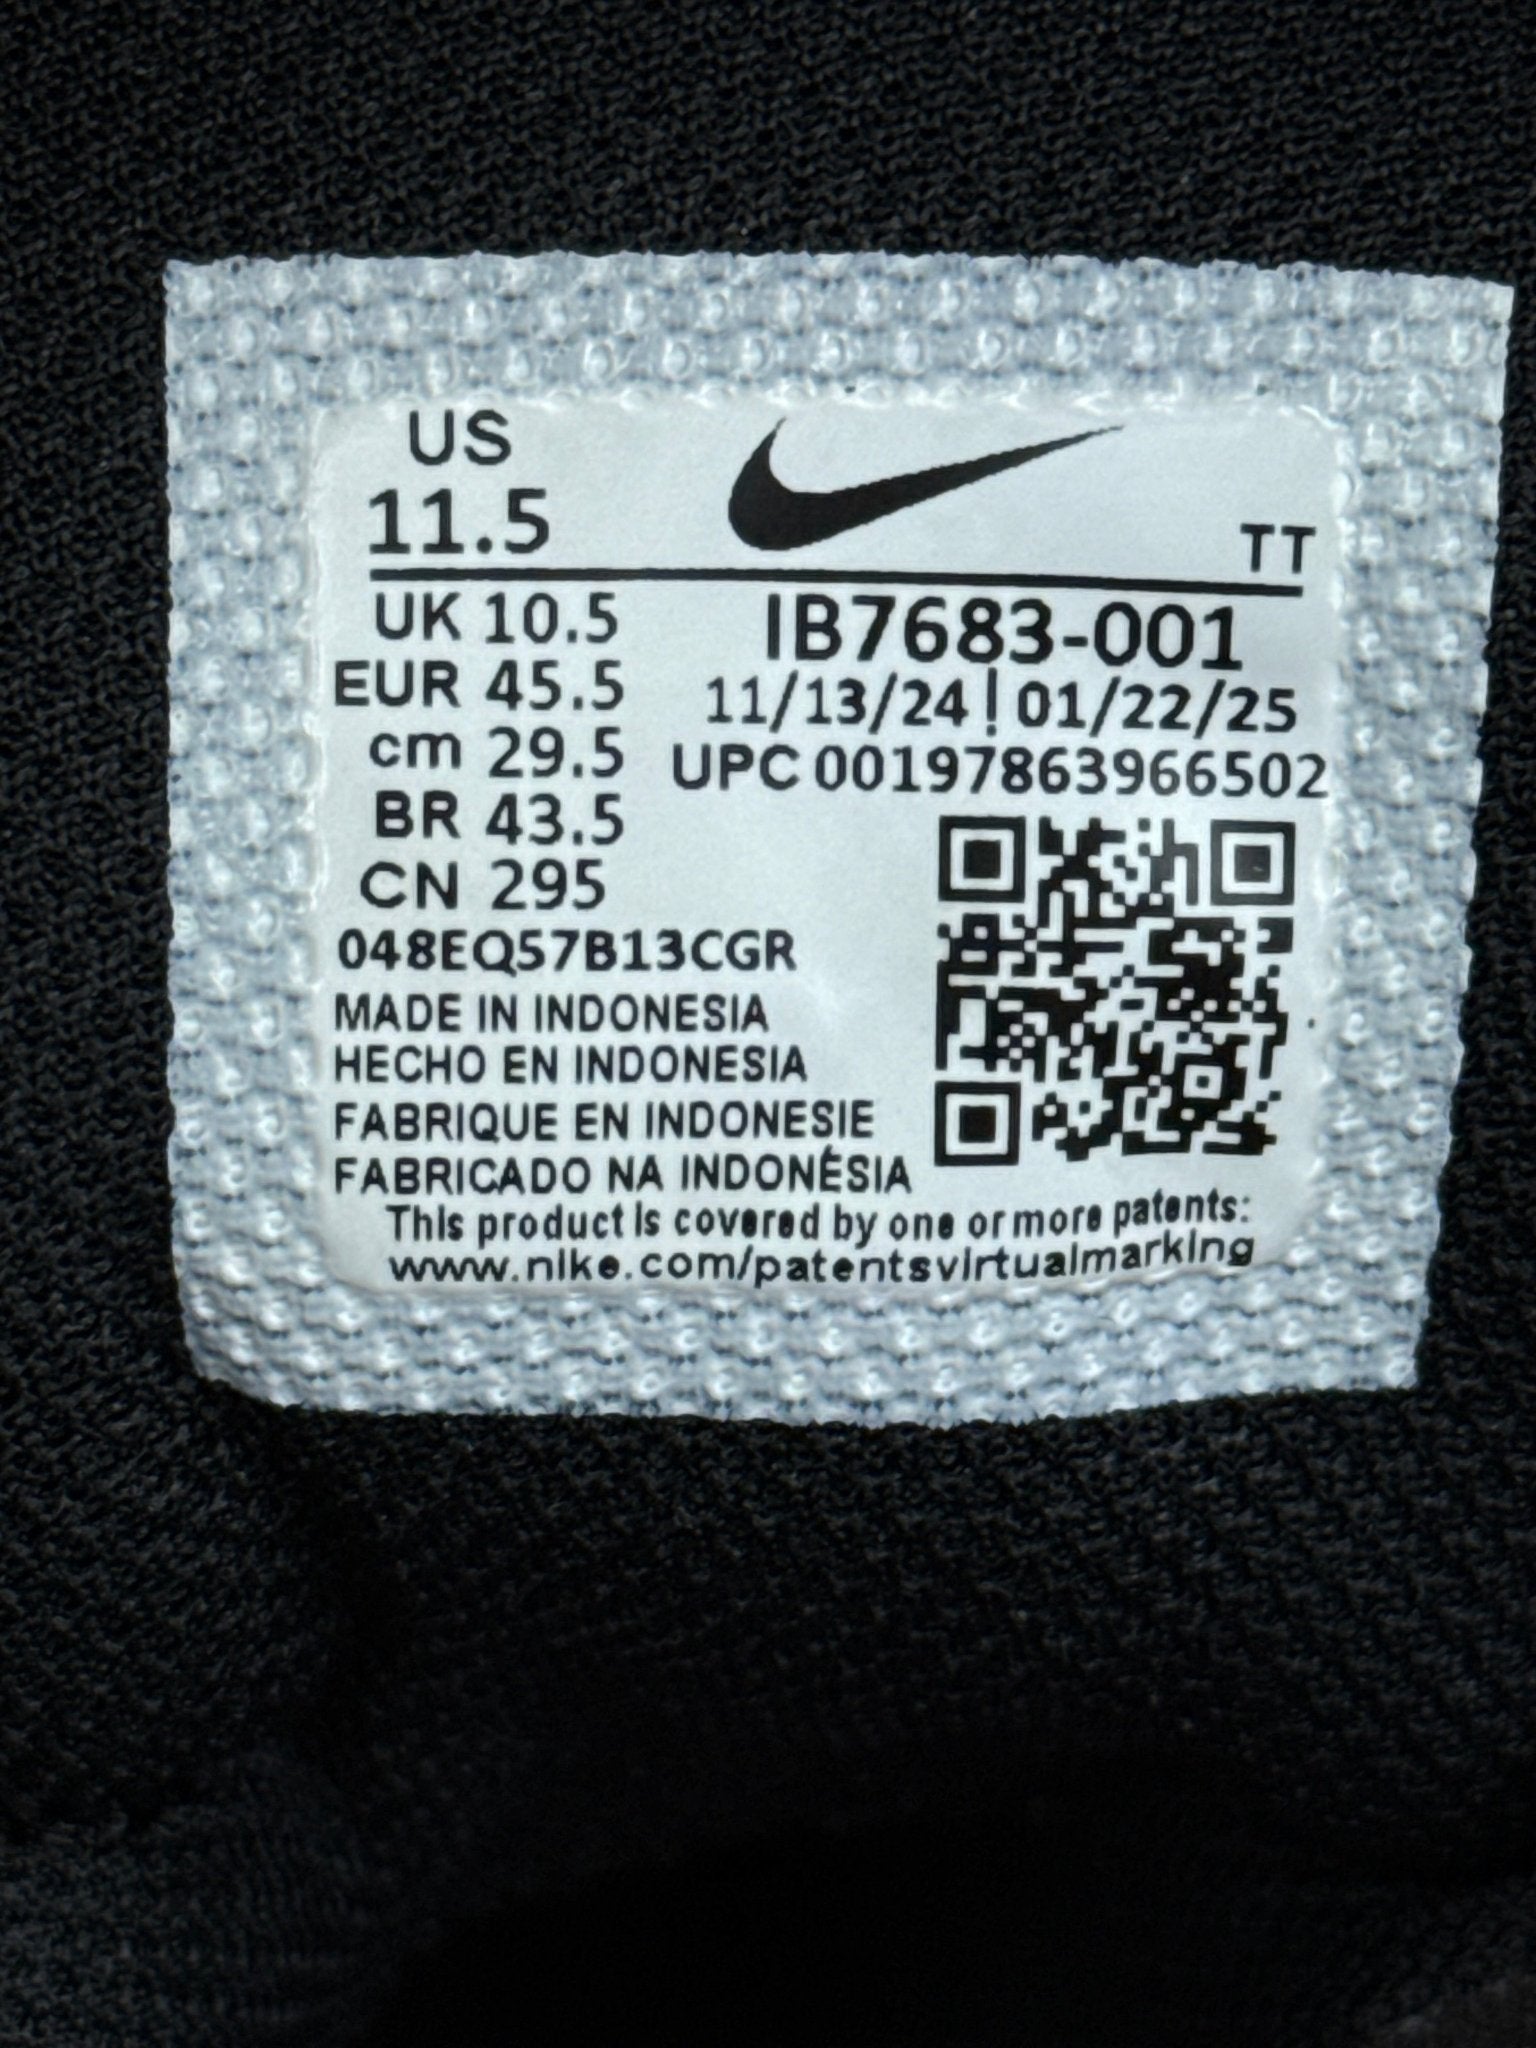 US
11.5
TT
UK 10.5
EUR 45.5
cm 29.5
BR 43.5
CN 295
IB7683-001
11/13/24 | 01/22/25
UPC 00197863966502
048EQ57B13CGR
MADE IN INDONESIA
HECHO EN INDONESIA
FABRIQUE EN INDONESIE
FABRICADO NA INDONÉSIA
This product is covered by one or more patents:
www.nike.com/patentsvirtualmarking